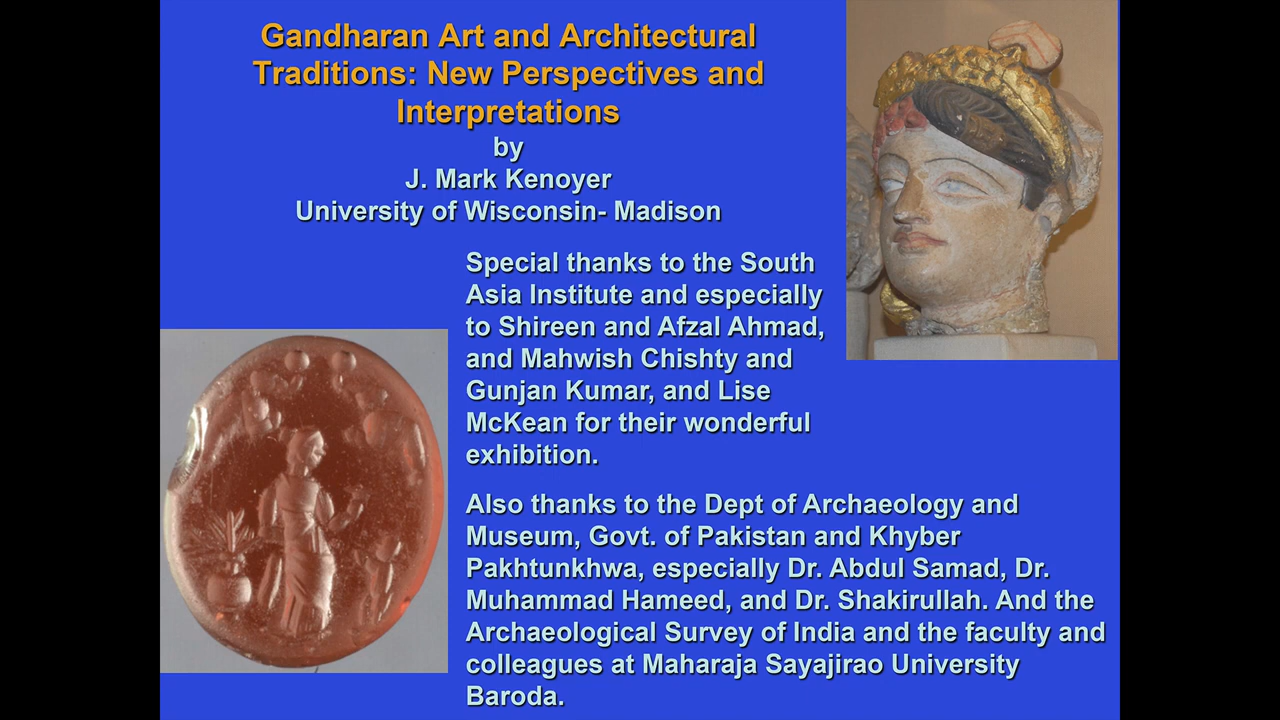 Gandharan Art and Architectural
Traditions: New Perspectives and
Interpretations
by
J. Mark Kenoyer
University of Wisconsin- Madison
Special thanks to the South
Asia Institute and especially
to Shireen and Afzal Ahmad,
and Mahwish Chishty and
Gunjan Kumar, and Lise
McKean for their wonderful
exhibition.
Also thanks to the Dept of Archaeology and
Museum, Govt. of Pakistan and Khyber
Pakhtunkhwa, especially Dr. Abdul Samad, Dr.
Muhammad Hameed, and Dr. Shakirullah. And the
Archaeological Survey of India and the faculty and
colleagues at Maharaja Sayajirao University
Baroda.